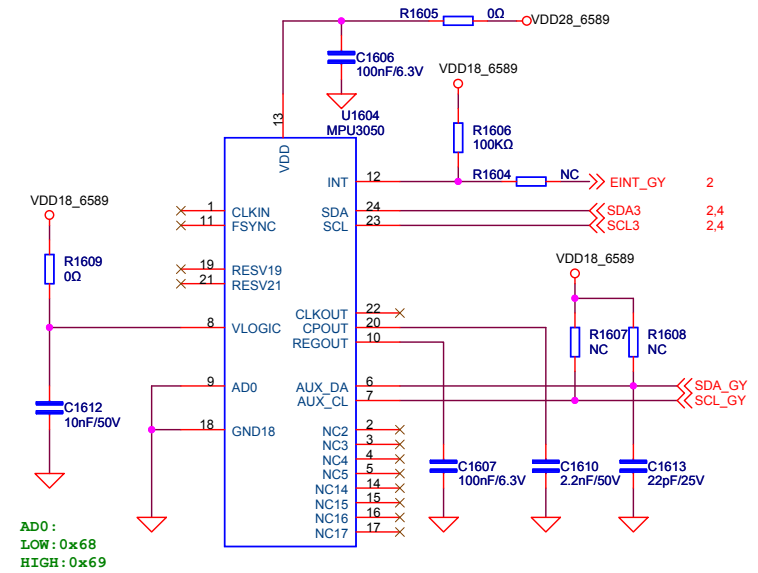 R1605 0Ω VDD28_6589
C1606
100nF/6.3V
VDD18_6589
U1604
MPU3050
13
VDD
R1606
100KΩ
INT 12 R1604 NC EINT_GY 2
VDD18_6589
1 CLKIN SDA 24 SDA3 2,4
11 FSYNC SCL 23 SCL3 2,4
R1609
0Ω
19 RESV19
21 RESV21
VDD18_6589
CLKOUT 22
8 VLOGIC CPOUT 20
REGOUT 10
R1607 R1608
NC NC
9 AD0 AUX_DA 6 SDA_GY
AUX_CL 7 SCL_GY
C1612
10nF/50V
18 GND18
NC2 2
NC3 3
NC4 4
NC5 5
NC14 14
NC15 15
NC16 16
NC17 17
C1607 C1610 C1613
100nF/6.3V 2.2nF/50V 22pF/25V
AD0:
LOW:0x68
HIGH:0x69